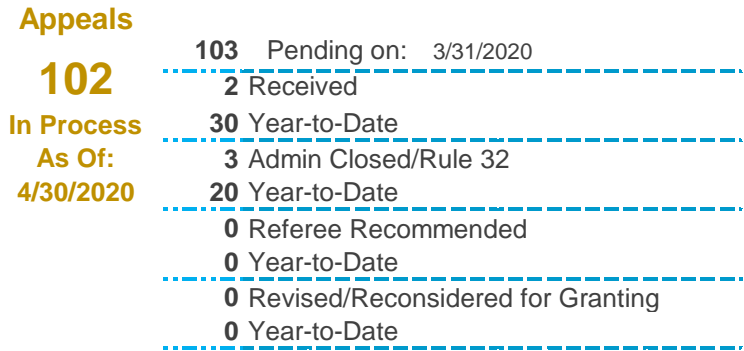 Appeals
102
In Process
As Of:
4/30/2020
103 Pending on: 3/31/2020
2 Received
30 Year-to-Date
3 Admin Closed/Rule 32
20 Year-to-Date
0 Referee Recommended
0 Year-to-Date
0 Revised/Reconsidered for Granting
0 Year-to-Date